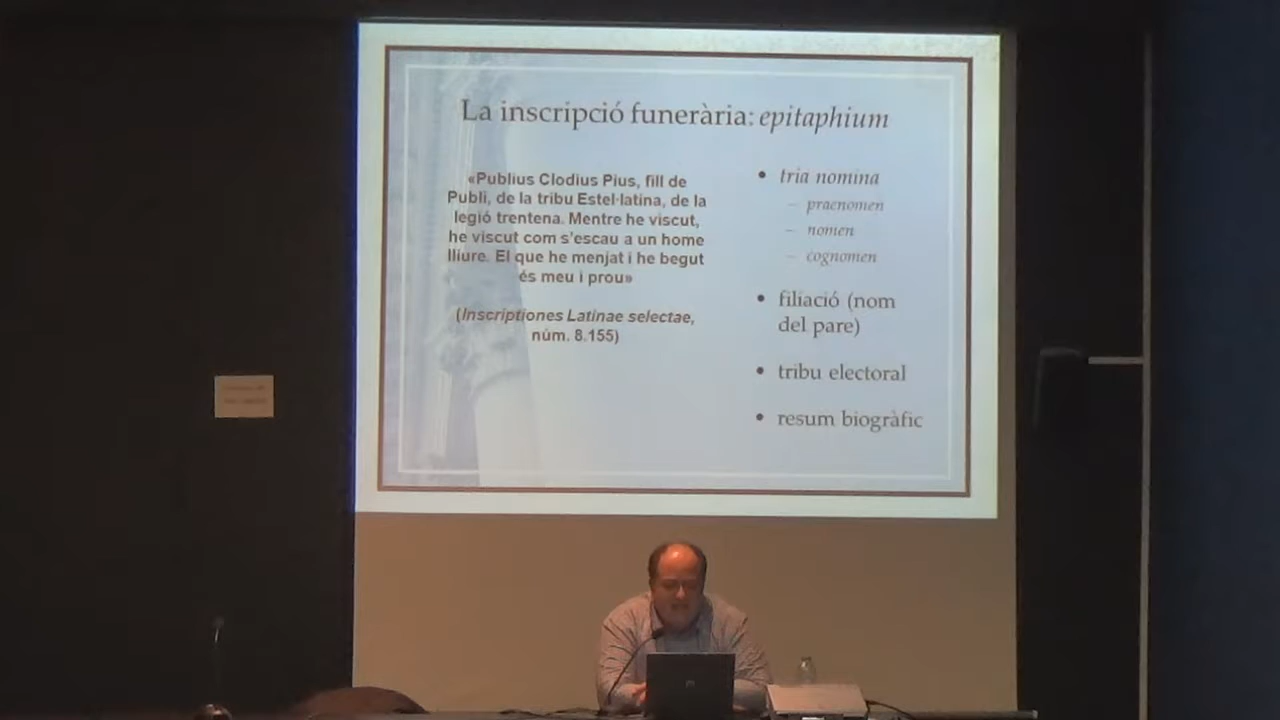 La inscripció funerària: epitaphium
«Publius Clodius Pius, fill de
Publi, de la tribu Estel·latina, de la
legió trentena. Mentre he viscut,
he viscut com s'escau a un home
lliure. El que he menjat i he begut
és meu i prou»
(Inscriptiones Latinae selectae,
núm. 8.155)
• tria nomina
– praenomen
– nomen
– cognomen
• filiació (nom
del pare)
• tribu electoral
• resum biogràfic